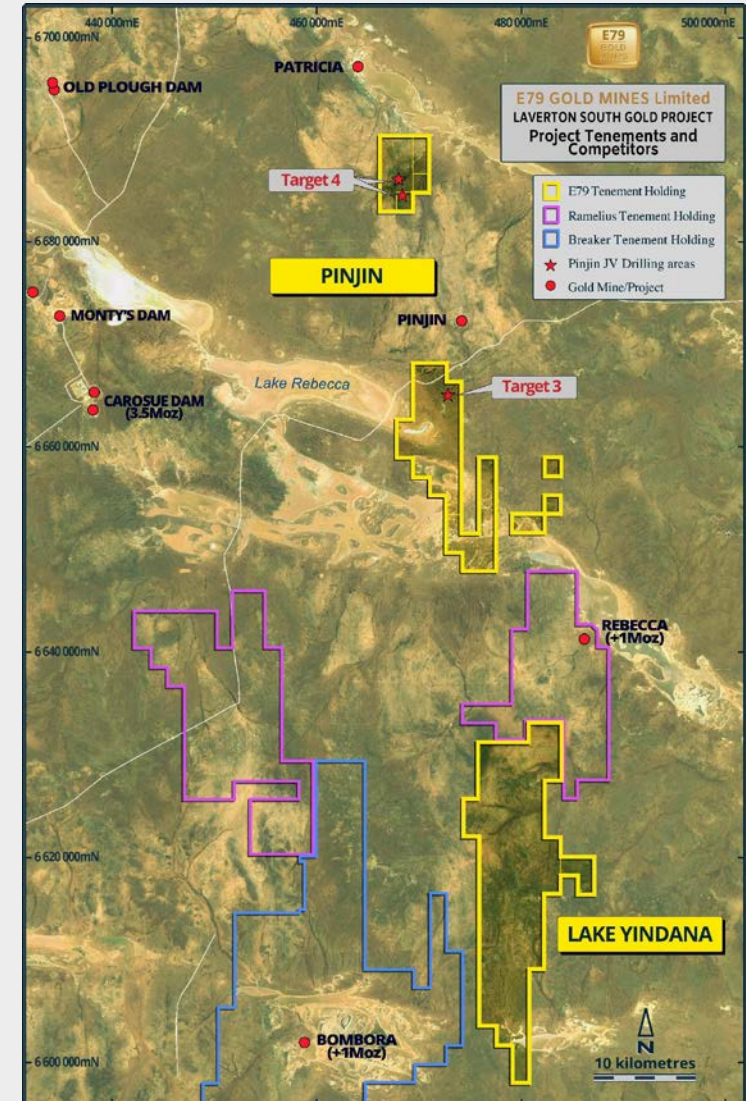 440 000mE
460 000mE
480 000mE
500 000mE
6 700 000mN
E79
GOLD
MINES
PATRICIA
OLD PLOUGH DAM
E79 GOLD MINES Limited
LAVERTON SOUTH GOLD PROJECT
Project Tenements and
Competitors
Target 4
E79 Tenement Holding
Ramelius Tenement Holding
Breaker Tenement Holding
Pinjin JV Drilling areas
Gold Mine/Project
6 680 000mN
PINJIN
MONTY'S DAM
PINJIN
Lake Rebecca
Target 3
CAROSUE DAM
(3.5Moz)
6 660 000mN
REBECCA
(+1Moz)
6 640 000mN
6 620 000mN
LAKE YINDANA
BOMBORA
(+1Moz)
6 600 000mN
N
10 kilometres